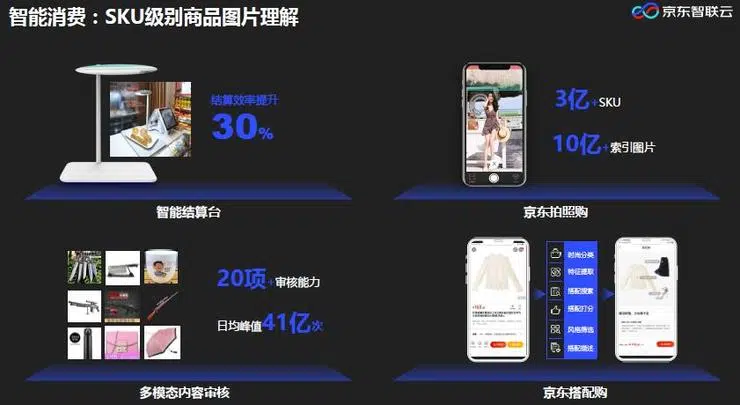 智能消费：SKU级别商品图片理解
京东智联云
结算效率提升
30%
智能结算台
3亿+SKU
10亿+索引图片
京东拍照购
20项+审核能力
日均峰值41亿次
多模态内容审核
时尚分类
特征提取
搭配搜索
搭配打分
风格筛选
搭配描述
京东搭配购